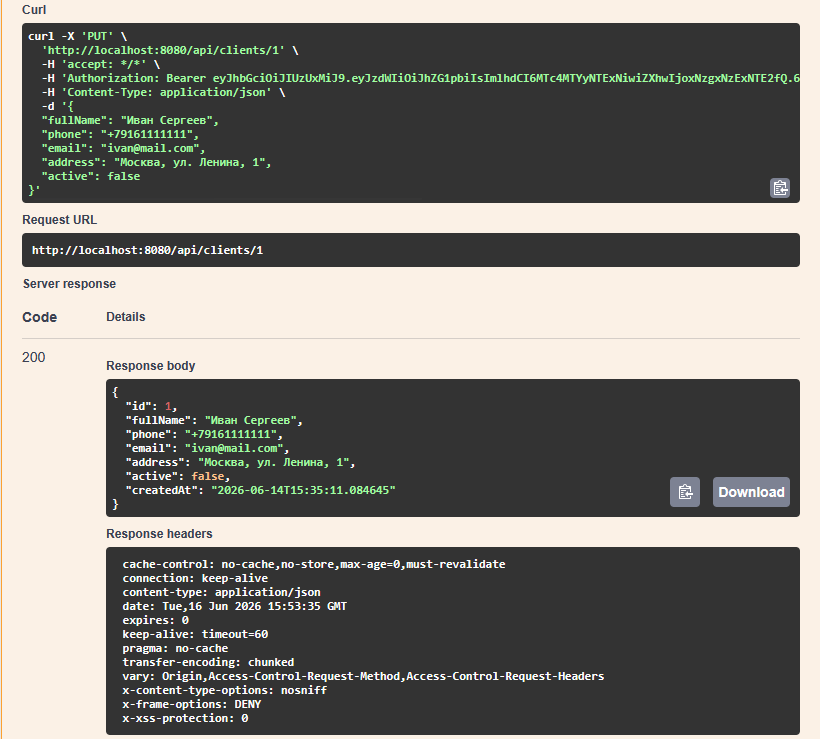 Curl
curl -X 'PUT' \
  'http://localhost:8080/api/clients/1' \
  -H 'accept: */*' \
  -H 'Authorization: Bearer eyJhbGciOiJIUzUxMiJ9.eyJzdWIiOiJhZG1pbiIsImlhdCI6MTc4MTYyNTExNiwiZXhwIjoxNzgxNzExNTE2fQ.6
  -H 'Content-Type: application/json' \
  -d '{
  "fullName": "Иван Сергеев",
  "phone": "+79161111111",
  "email": "ivan@mail.com",
  "address": "Москва, ул. Ленина, 1",
  "active": false
}'
Request URL
http://localhost:8080/api/clients/1
Server response
Code Details
200
Response body
{
  "id": 1,
  "fullName": "Иван Сергеев",
  "phone": "+79161111111",
  "email": "ivan@mail.com",
  "address": "Москва, ул. Ленина, 1",
  "active": false,
  "createdAt": "2026-06-14T15:35:11.084645"
}
Download
Response headers
cache-control: no-cache,no-store,max-age=0,must-revalidate
connection: keep-alive
content-type: application/json
date: Tue,16 Jun 2026 15:53:35 GMT
expires: 0
keep-alive: timeout=60
pragma: no-cache
transfer-encoding: chunked
vary: Origin,Access-Control-Request-Method,Access-Control-Request-Headers
x-content-type-options: nosniff
x-frame-options: DENY
x-xss-protection: 0